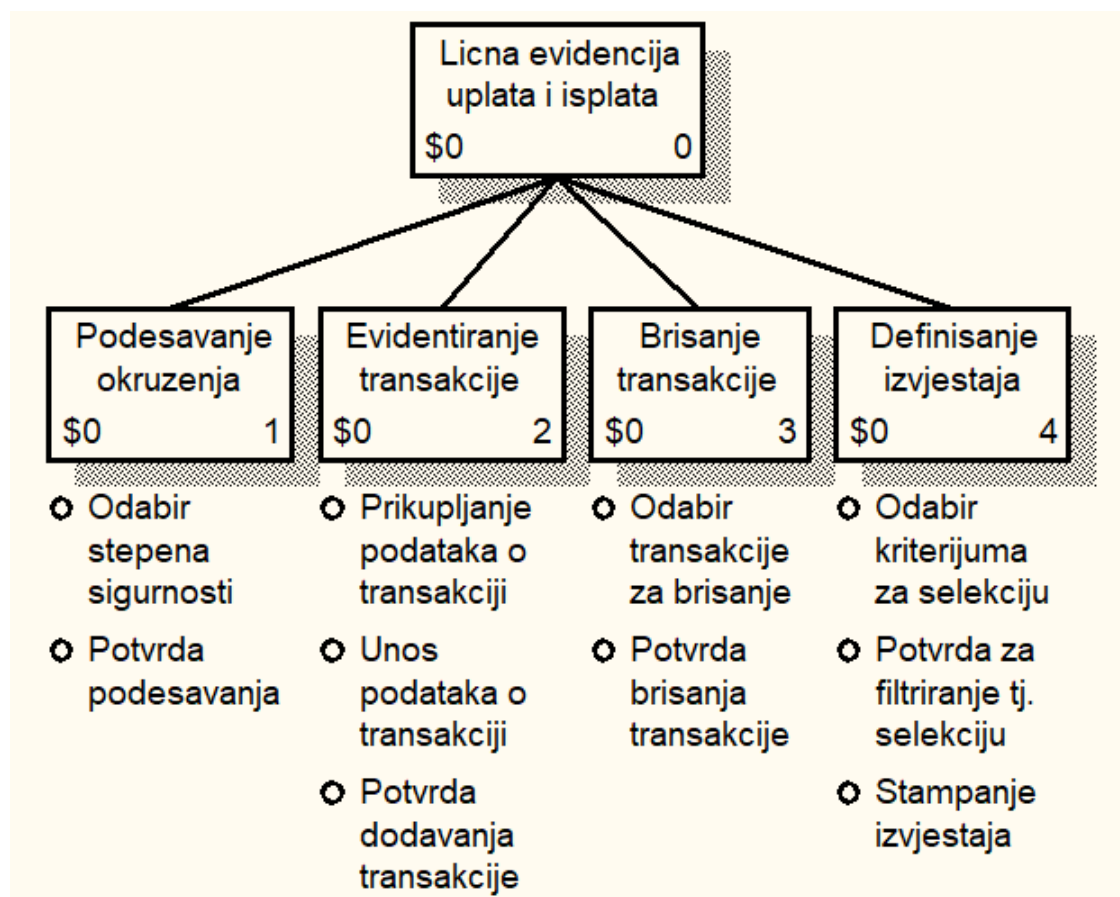 Licna evidencija
uplata i isplata
$0 0
Podesavanje
okruzenja
$0 1
Evidentiranje
transakcije
$0 2
Brisanje
transakcije
$0 3
Definisanje
izvjestaja
$0 4
Odabir
stepena
sigurnosti
Potvrda
podesavanja
Prikupljanje
podataka o
transakciji
Unos
podataka o
transakciji
Potvrda
dodavanja
transakcije
Odabir
transakcije
za brisanje
Potvrda
brisanja
transakcije
Odabir
kriterijuma
za selekciju
Potvrda za
filtriranje tj.
selekciju
Stampanje
izvjestaja